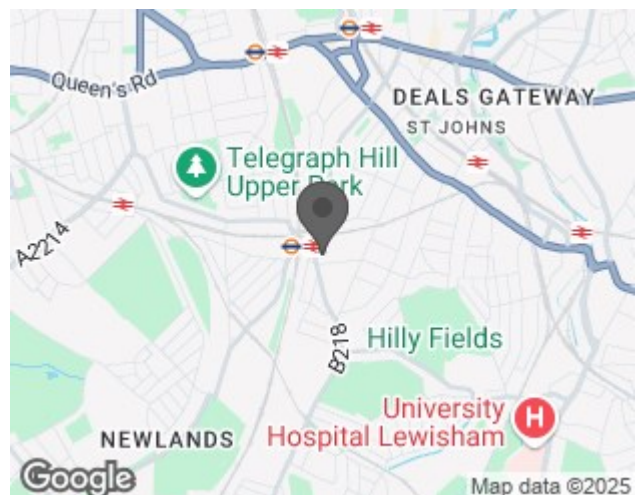 Queen's Rd
DEALS GATEWAY
ST JOHNS
Telegraph Hill
Upper Park
A2214
B218
Hilly Fields
University
Hospital Lewisham
H
NEWLANDS
Google
Map data ©2025